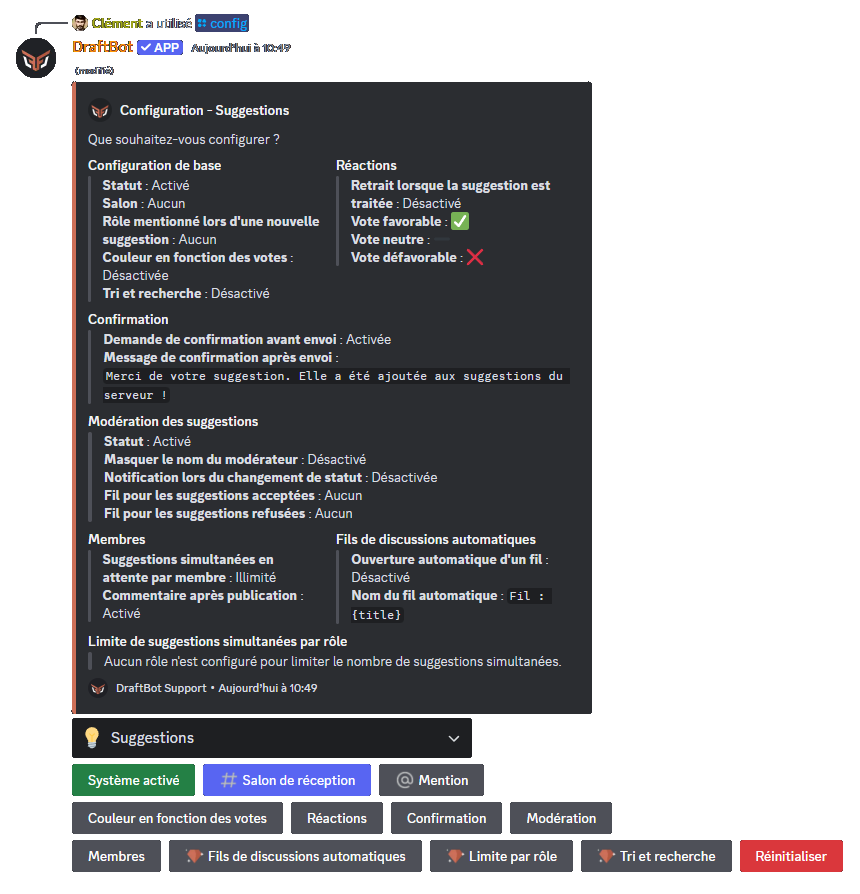 Clément a utilisé config
DraftBot APP Aujourd'hui à 10:49
(modifié)
Configuration - Suggestions
Que souhaitez-vous configurer ?
Configuration de base
Statut : Activé
Salon : Aucun
Rôle mentionné lors d'une nouvelle
suggestion : Aucun
Couleur en fonction des votes :
Désactivée
Tri et recherche : Désactivé
Réactions
Retrait lorsque la suggestion est
traitée : Désactivé
Vote favorable : ✅
Vote neutre :
Vote défavorable : ❌
Confirmation
Demande de confirmation avant envoi : Activée
Message de confirmation après envoi :
Merci de votre suggestion. Elle a été ajoutée aux suggestions du
serveur !
Modération des suggestions
Statut : Activé
Masquer le nom du modérateur : Désactivé
Notification lors du changement de statut : Désactivée
Fil pour les suggestions acceptées : Aucun
Fil pour les suggestions refusées : Aucun
Membres
Suggestions simultanées en
attente par membre : Illimité
Commentaire après publication :
Activé
Fils de discussions automatiques
Ouverture automatique d'un fil :
Désactivé
Nom du fil automatique : Fil :
{title}
Limite de suggestions simultanées par rôle
Aucun rôle n'est configuré pour limiter le nombre de suggestions simultanées.
DraftBot Support • Aujourd'hui à 10:49
Suggestions
Système activé
Salon de réception
Mention
Couleur en fonction des votes
Réactions
Confirmation
Modération
Membres
Fils de discussions automatiques
Limite par rôle
Tri et recherche
Réinitialiser